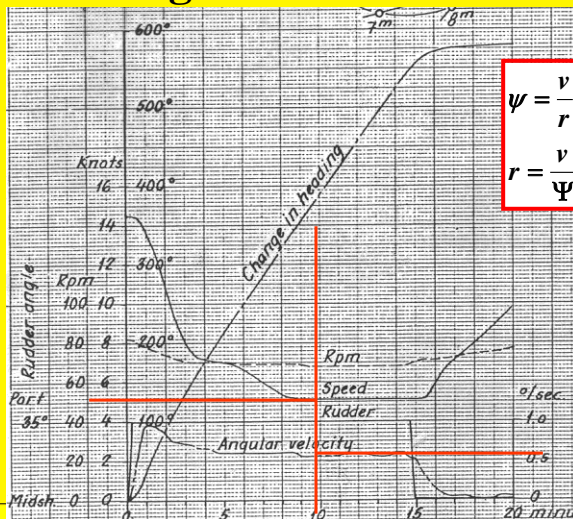 7m 8m
600°
500°
Knots
16 400°
14
Change in heading
12 300°
Rpm
100 10
Rudder angle
80 8 200°
Rpm
60 6
Port
Speed
Rudder
°/sec.
35° 40 4 100° 1.0
Angular velocity
20 2 0.5
Midsh. 0 0 0
0 5 10 15 20 minu
ψ = v
r
r = v
Ψ